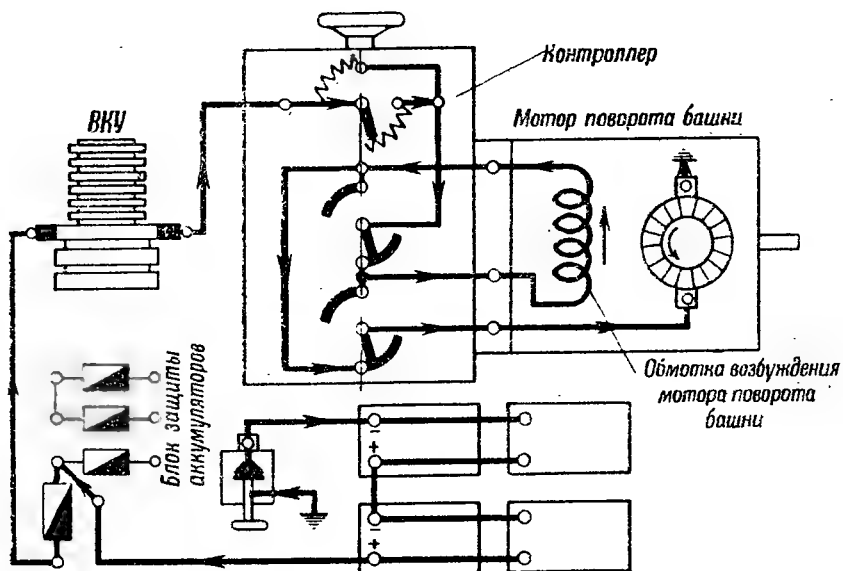 Контроллер
ВКУ
Мотор поворота башни
Обмотка возбуждения
мотора поворота
башни
Блок защиты
аккумуляторов
−
+
−
+